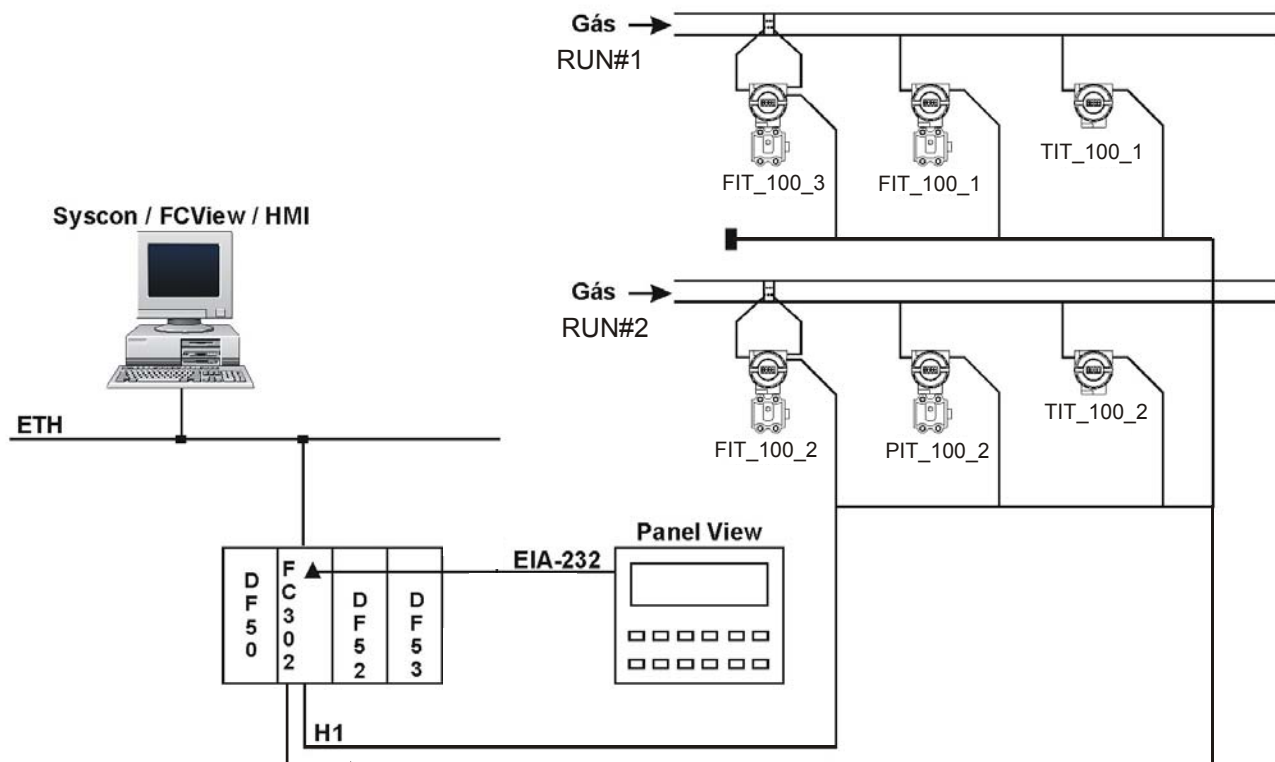 Gás
RUN#1
FIT_100_3
FIT_100_1
TIT_100_1
Syscon / FCView / HMI
Gás
RUN#2
FIT_100_2
PIT_100_2
TIT_100_2
ETH
Panel View
EIA-232
DF50
FC302
DF52
DF53
H1